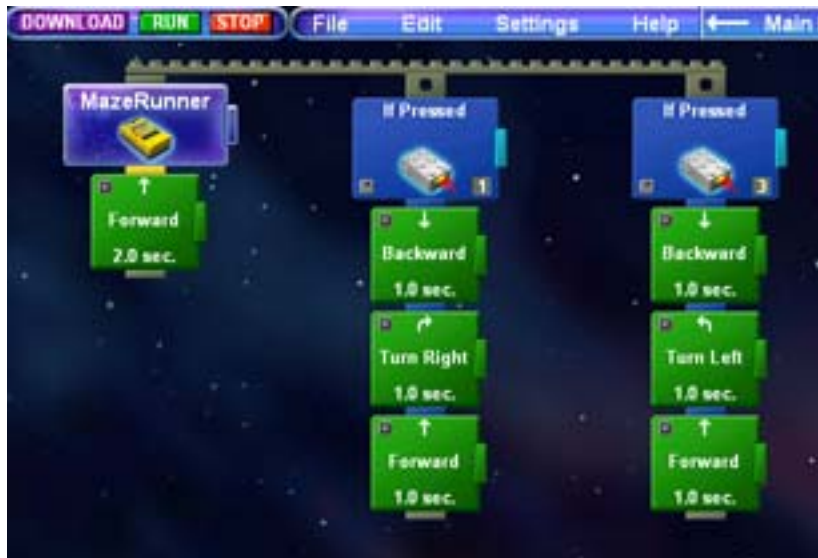 DOWNLOAD RUN STOP File Edit Settings Help Main
MazeRunner
Forward
2.0 sec.
If Pressed
1
Backward
1.0 sec.
Turn Right
1.0 sec.
Forward
1.0 sec.
If Pressed
3
Backward
1.0 sec.
Turn Left
1.0 sec.
Forward
1.0 sec.